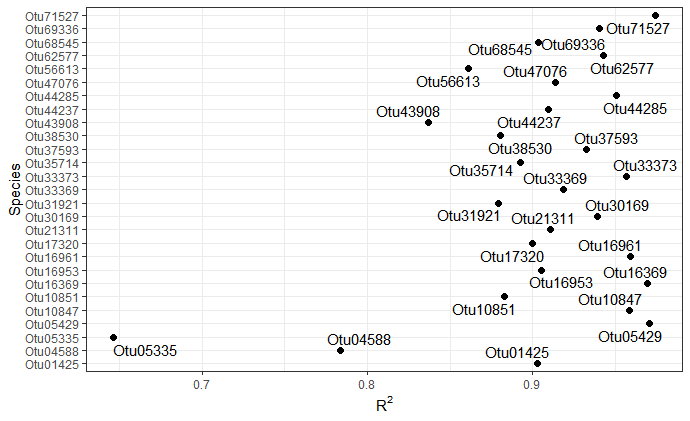 Otu71527
Otu69336
Otu68545
Otu62577
Otu56613
Otu47076
Otu44285
Otu44237
Otu43908
Otu38530
Otu37593
Otu35714
Otu33373
Otu33369
Otu31921
Otu30169
Otu21311
Otu17320
Otu16961
Otu16953
Otu16369
Otu10851
Otu10847
Otu05429
Otu05335
Otu04588
Otu01425
Species
Otu71527
Otu68545 Otu69336
Otu62577
Otu56613
Otu47076
Otu44285
Otu43908
Otu44237
Otu37593
Otu38530
Otu35714
Otu33373
Otu33369
Otu31921
Otu30169
Otu21311
Otu17320
Otu16961
Otu16953
Otu16369
Otu10851
Otu10847
Otu05429
Otu05335
Otu04588
Otu01425
0.7 0.8 0.9
R²